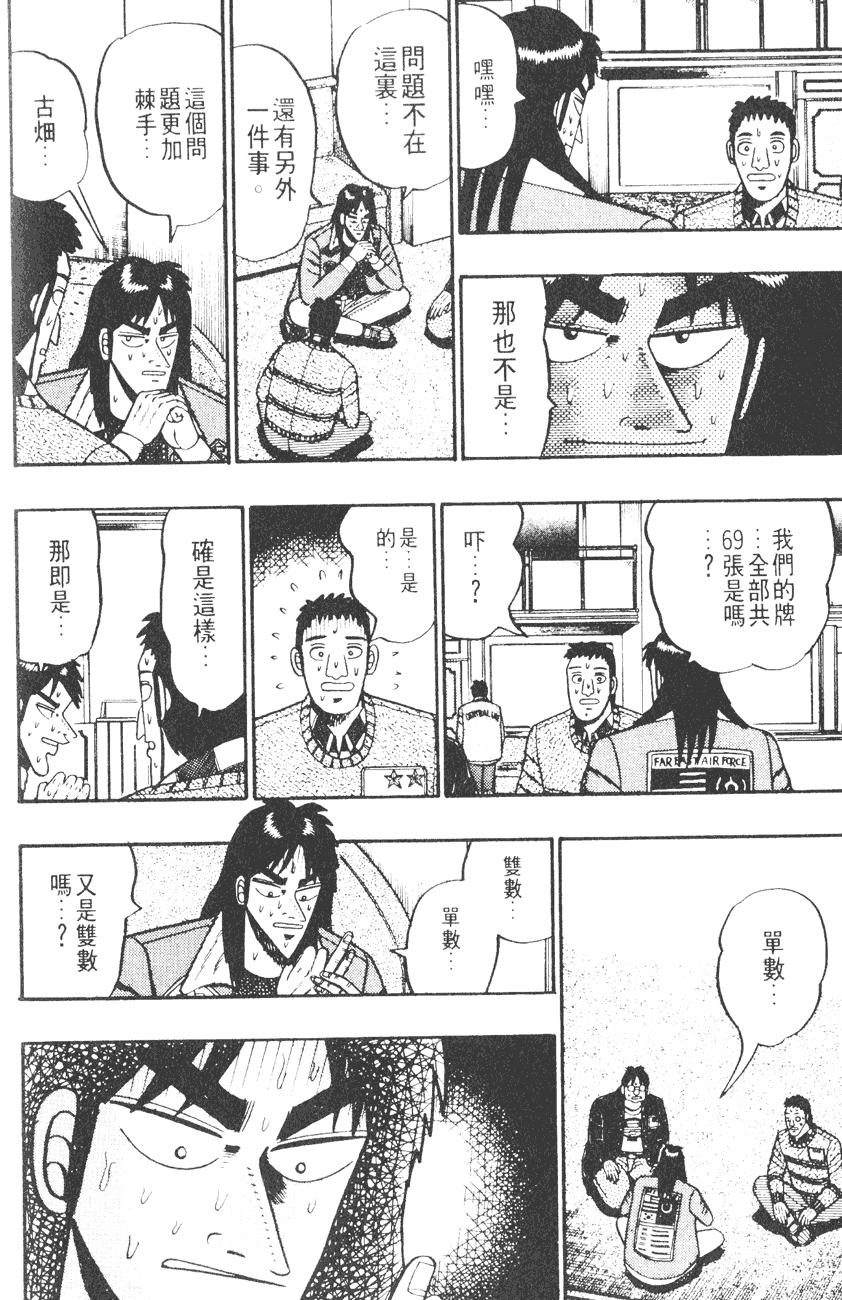 嘿嘿…
那也不是…
問題不在
這裏…
還有另外
一件事。
這個問
題更加
棘手…
古畑…
我們的牌
…全部共
69張是嗎
…?
吓…?
CENTRAL
FAR EAST AIR FORCE
是…是
的…
確是這樣…
那即是…
單數…
雙數…
單數…
又是雙數
嗎…?